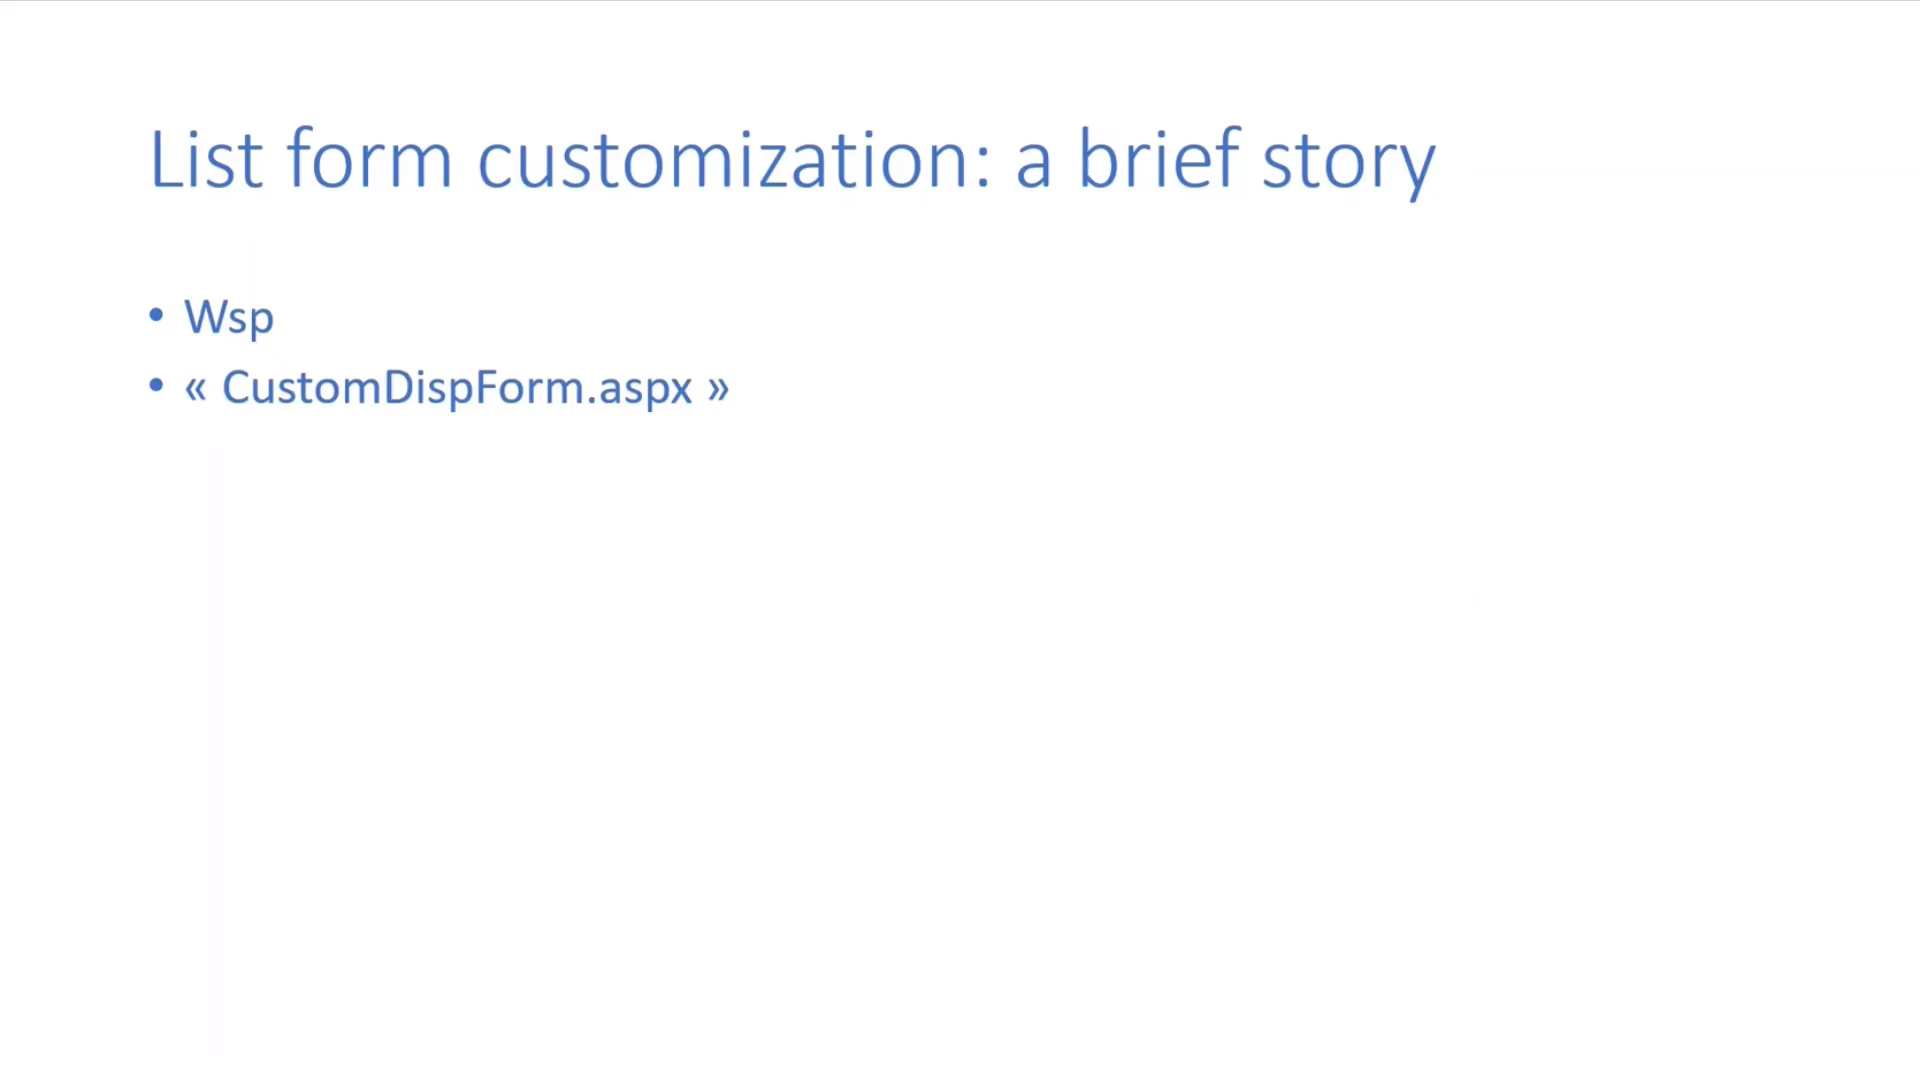 List form customization: a brief story
• Wsp
• « CustomDispForm.aspx »